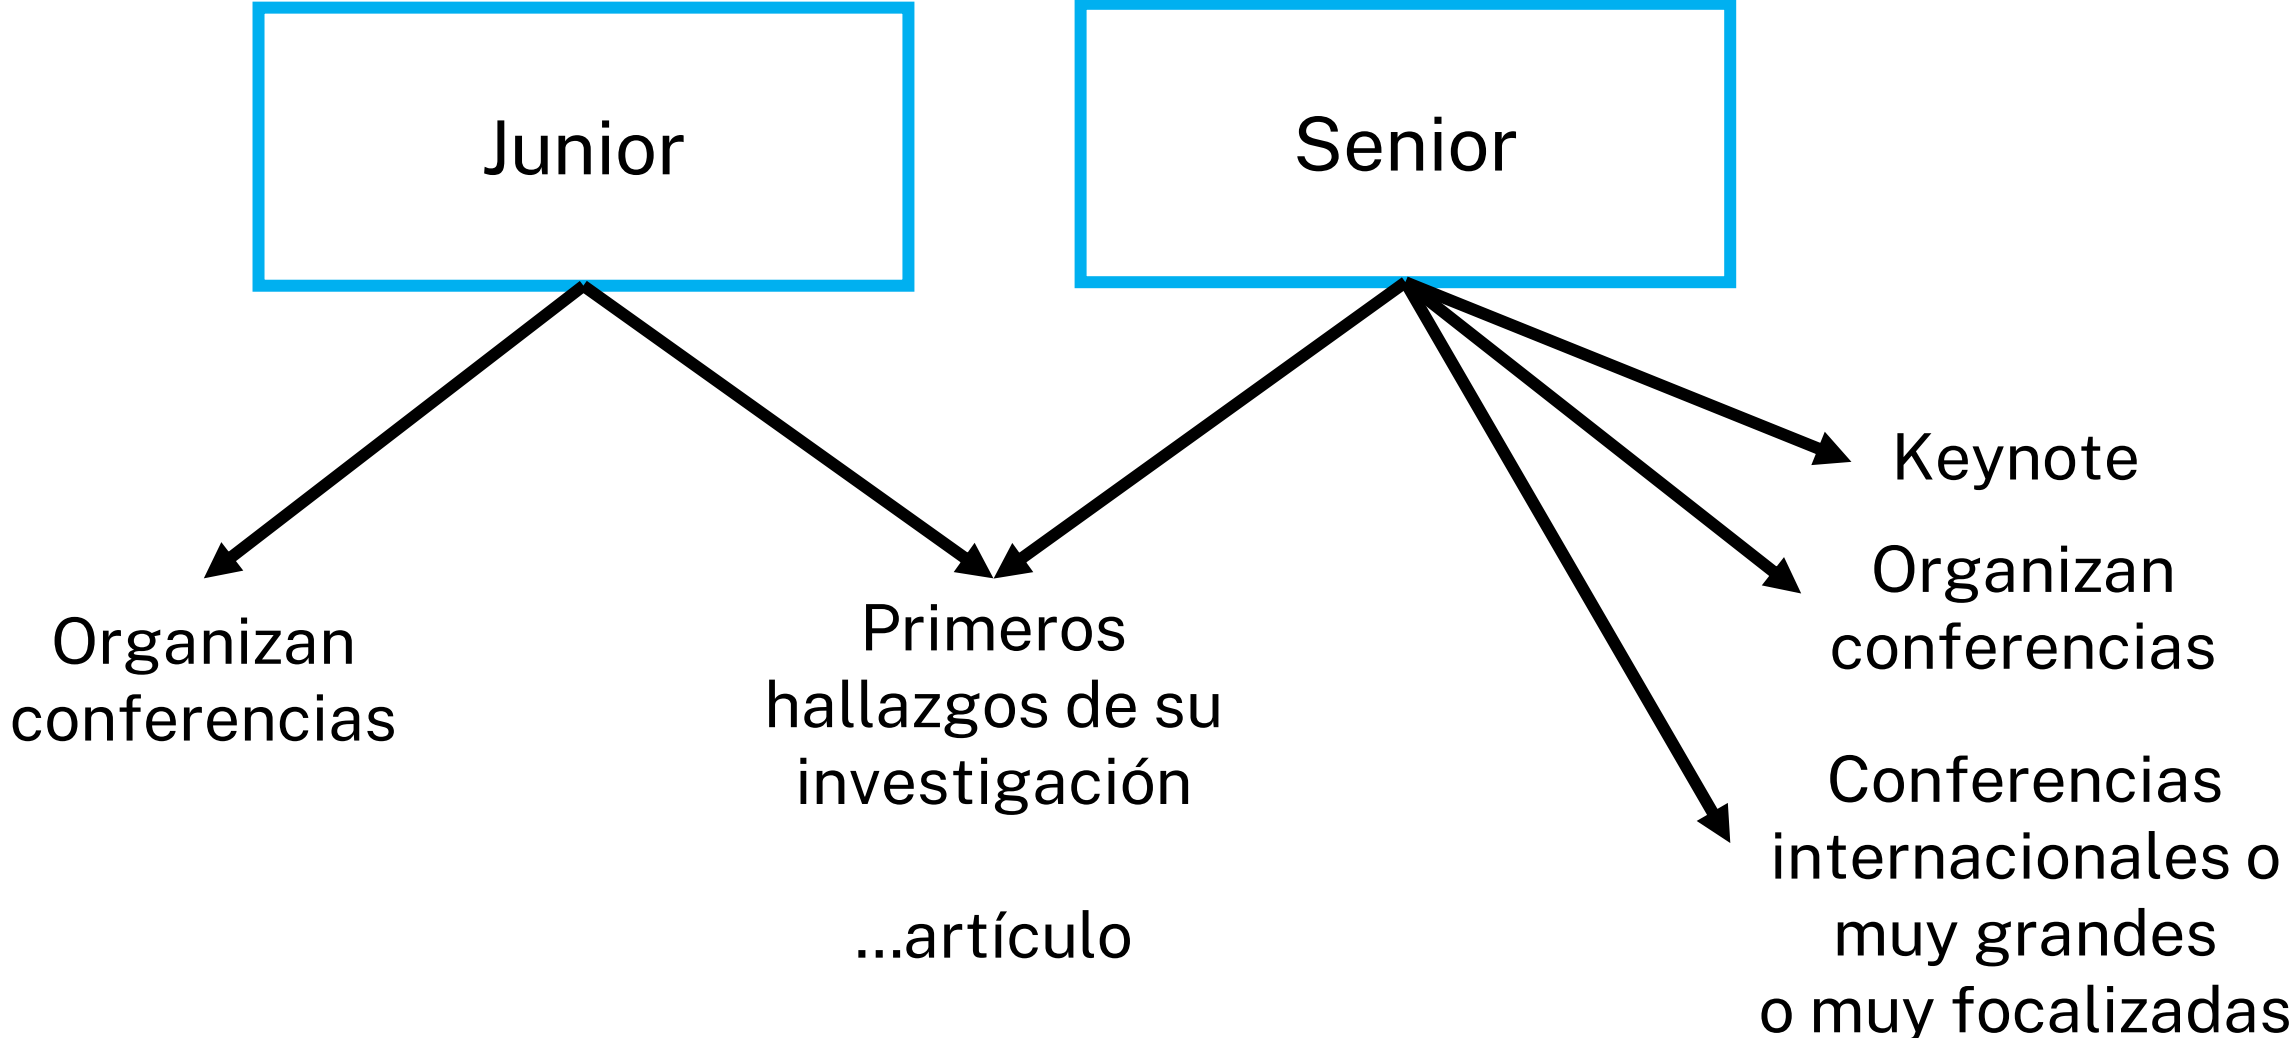 Junior
Senior
Keynote
Organizan
conferencias
Organizan
conferencias
Primeros
hallazgos de su
investigación
...artículo
Conferencias
internacionales o
muy grandes
o muy focalizadas